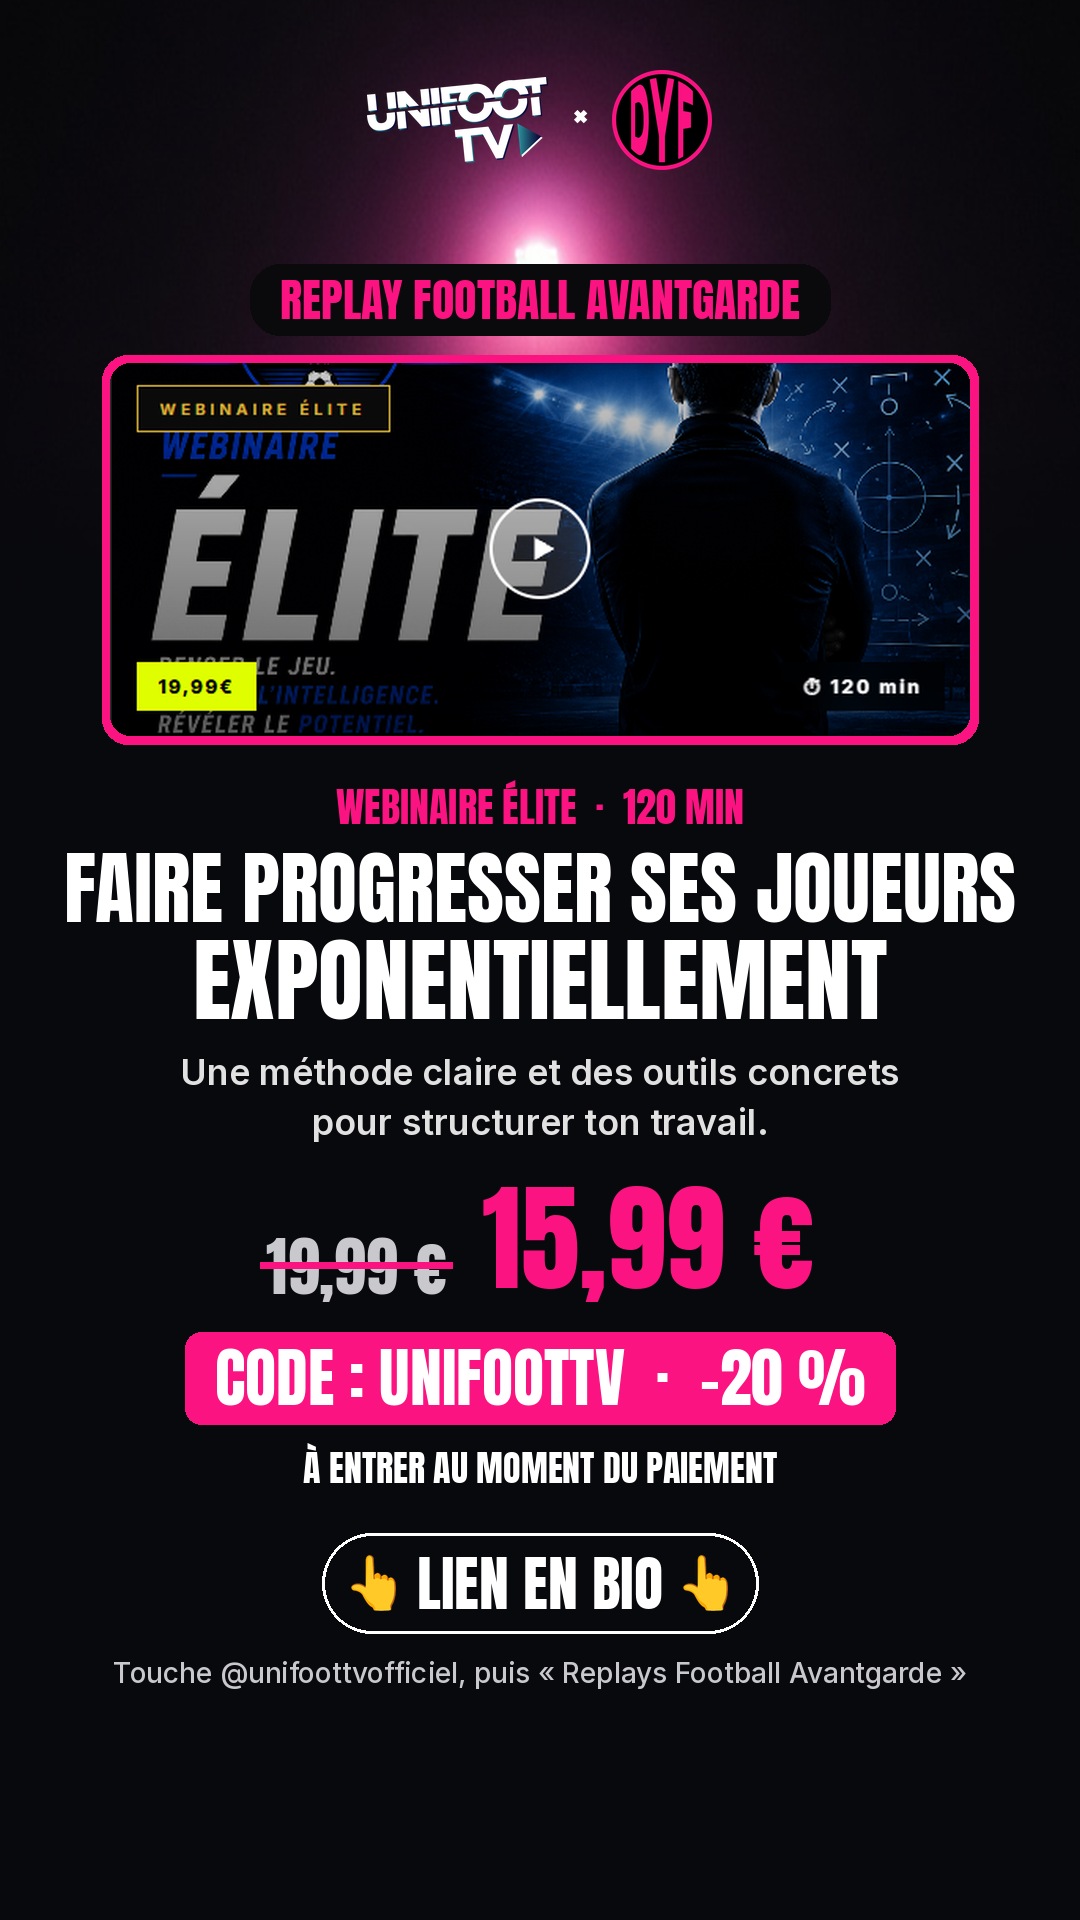 UNIFOOT
TV
×
DYF
REPLAY FOOTBALL AVANTGARDE
WEBINAIRE ÉLITE
WEBINAIRE
ÉLITE
LE JEU.
L'INTELLIGENCE.
RÉVÉLER LE POTENTIEL.
19,99€
⏱ 120 min
WEBINAIRE ÉLITE · 120 MIN
FAIRE PROGRESSER SES JOUEURS
EXPONENTIELLEMENT
Une méthode claire et des outils concrets
pour structurer ton travail.
19,99 € 15,99 €
CODE : UNIFOOTTV · -20 %
À ENTRER AU MOMENT DU PAIEMENT
👆 LIEN EN BIO 👆
Touche @unifoottvofficiel, puis « Replays Football Avantgarde »